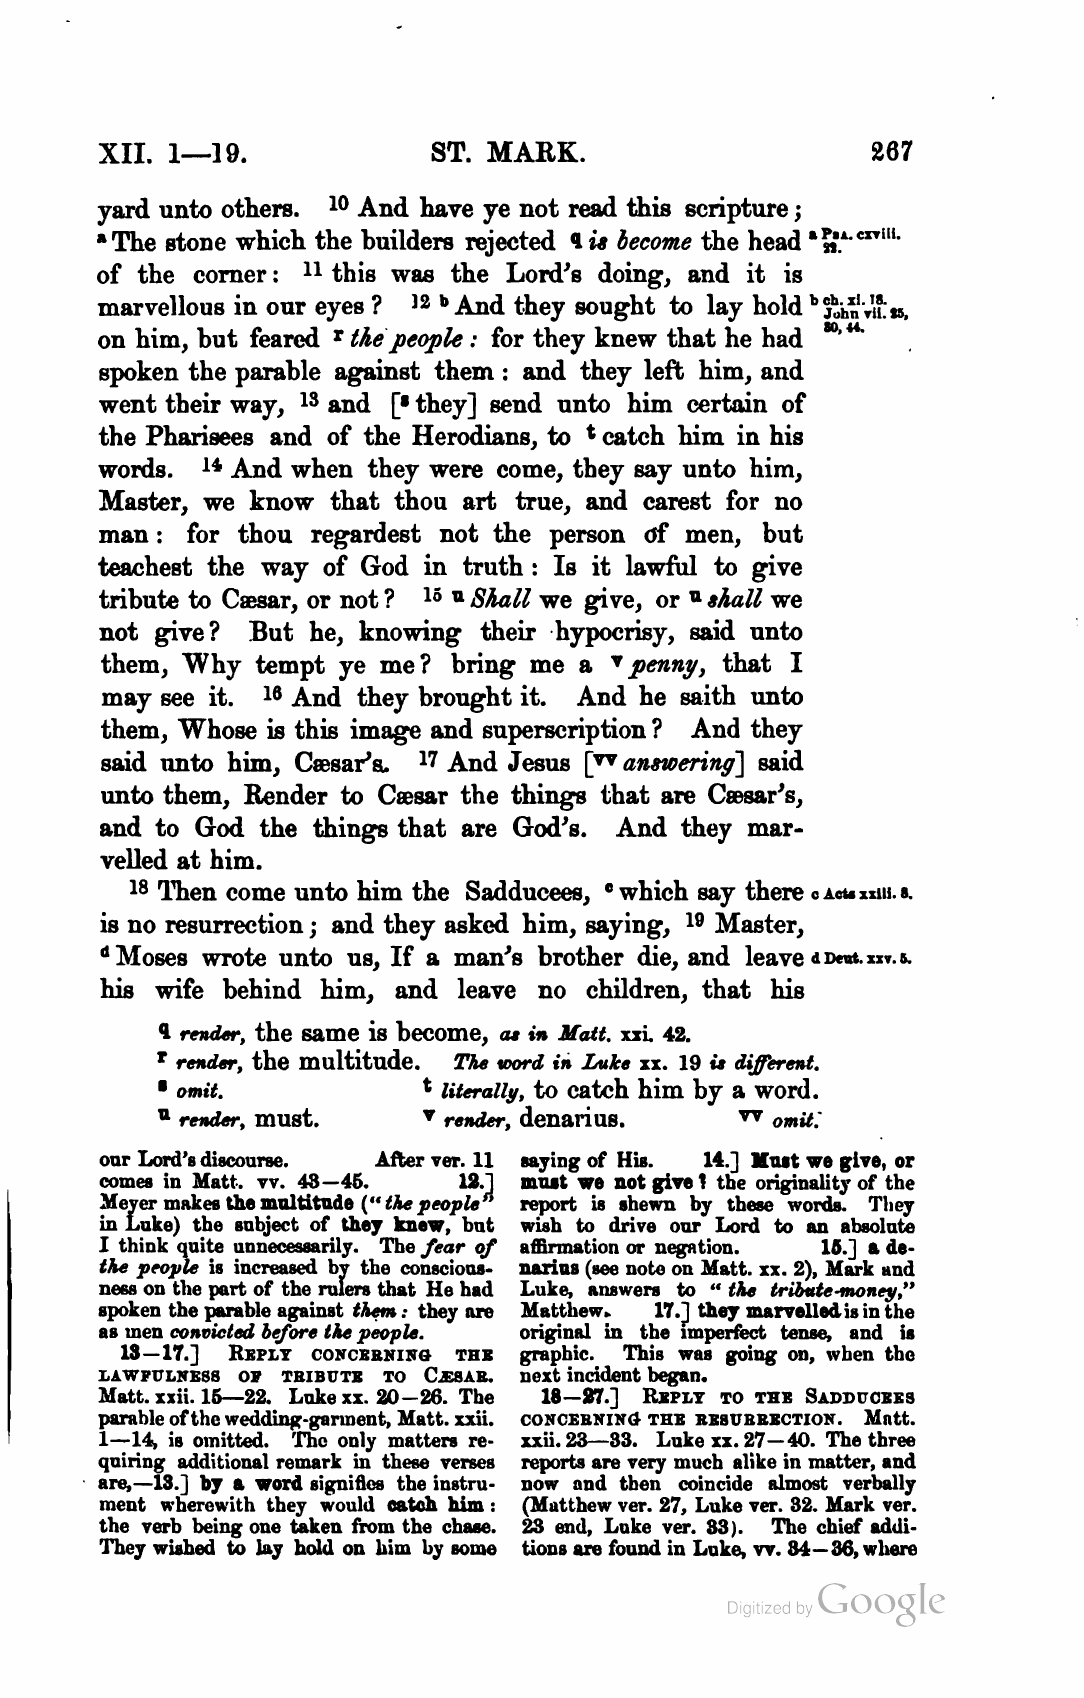 XII. 1—19. ST. MARK. 267
yard unto others. 10 And have ye not read this scripture ;
a The stone which the builders rejected q is become the head a Psa. cxviii. 22.
of the corner : 11 this was the Lord's doing, and it is
marvellous in our eyes ? 12 b And they sought to lay hold b ch. xi. 18. John vii. 25, 30, 44.
on him, but feared r the people : for they knew that he had
spoken the parable against them : and they left him, and
went their way, 13 and [s they] send unto him certain of
the Pharisees and of the Herodians, to t catch him in his
words. 14 And when they were come, they say unto him,
Master, we know that thou art true, and carest for no
man : for thou regardest not the person of men, but
teachest the way of God in truth : Is it lawful to give
tribute to Cæsar, or not ? 15 u Shall we give, or u shall we
not give ? But he, knowing their hypocrisy, said unto
them, Why tempt ye me ? bring me a v penny, that I
may see it. 16 And they brought it. And he saith unto
them, Whose is this image and superscription ? And they
said unto him, Cæsar's. 17 And Jesus [vv answering] said
unto them, Render to Cæsar the things that are Cæsar's,
and to God the things that are God's. And they mar-
velled at him.
18 Then come unto him the Sadducees, c which say there c Acts xxiii. 8.
is no resurrection ; and they asked him, saying, 19 Master,
d Moses wrote unto us, If a man's brother die, and leave d Deut. xxv. 5.
his wife behind him, and leave no children, that his
q render, the same is become, as in Matt. xxi. 42.
r render, the multitude. The word in Luke xx. 19 is different.
s omit. t literally, to catch him by a word.
u render, must. v render, denarius. vv omit.
our Lord's discourse. After ver. 11
comes in Matt. vv. 43—45. 12.]
Meyer makes the multitude ("the people"
in Luke) the subject of they knew, but
I think quite unnecessarily. The fear of
the people is increased by the conscious-
ness on the part of the rulers that He had
spoken the parable against them : they are
as men convicted before the people.
13—17.] REPLY CONCERNING THE
LAWFULNESS OF TRIBUTE TO CÆSAR.
Matt. xxii. 15—22. Luke xx. 20—26. The
parable of the wedding-garment, Matt. xxii.
1—14, is omitted. The only matters re-
quiring additional remark in these verses
are,—13.] by a word signifies the instru-
ment wherewith they would catch him :
the verb being one taken from the chase.
They wished to lay hold on him by some
saying of His. 14.] Must we give, or
must we not give ? the originality of the
report is shewn by these words. They
wish to drive our Lord to an absolute
affirmation or negation. 15.] a de-
narius (see note on Matt. xx. 2), Mark and
Luke, answers to "the tribute-money,"
Matthew. 17.] they marvelled is in the
original in the imperfect tense, and is
graphic. This was going on, when the
next incident began.
18—27.] REPLY TO THE SADDUCEES
CONCERNING THE RESURRECTION. Matt.
xxii. 23—33. Luke xx. 27—40. The three
reports are very much alike in matter, and
now and then coincide almost verbally
(Matthew ver. 27, Luke ver. 32. Mark ver.
23 end, Luke ver. 33). The chief addi-
tions are found in Luke, vv. 34—36, where
Digitized by Google